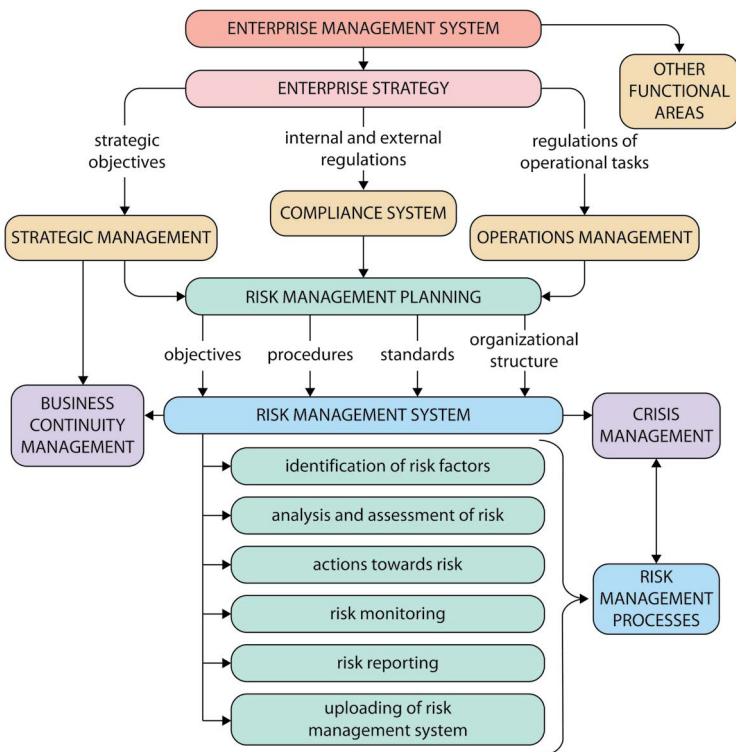 ENTERPRISE MANAGEMENT SYSTEM
OTHER
FUNCTIONAL
AREAS
ENTERPRISE STRATEGY
strategic
objectives
internal and external
regulations
regulations of
operational tasks
STRATEGIC MANAGEMENT
COMPLIANCE SYSTEM
OPERATIONS MANAGEMENT
RISK MANAGEMENT PLANNING
objectives
procedures
standards
organizational
structure
BUSINESS
CONTINUITY
MANAGEMENT
RISK MANAGEMENT SYSTEM
CRISIS
MANAGEMENT
identification of risk factors
analysis and assessment of risk
actions towards risk
risk monitoring
risk reporting
uploading of risk
management system
RISK
MANAGEMENT
PROCESSES